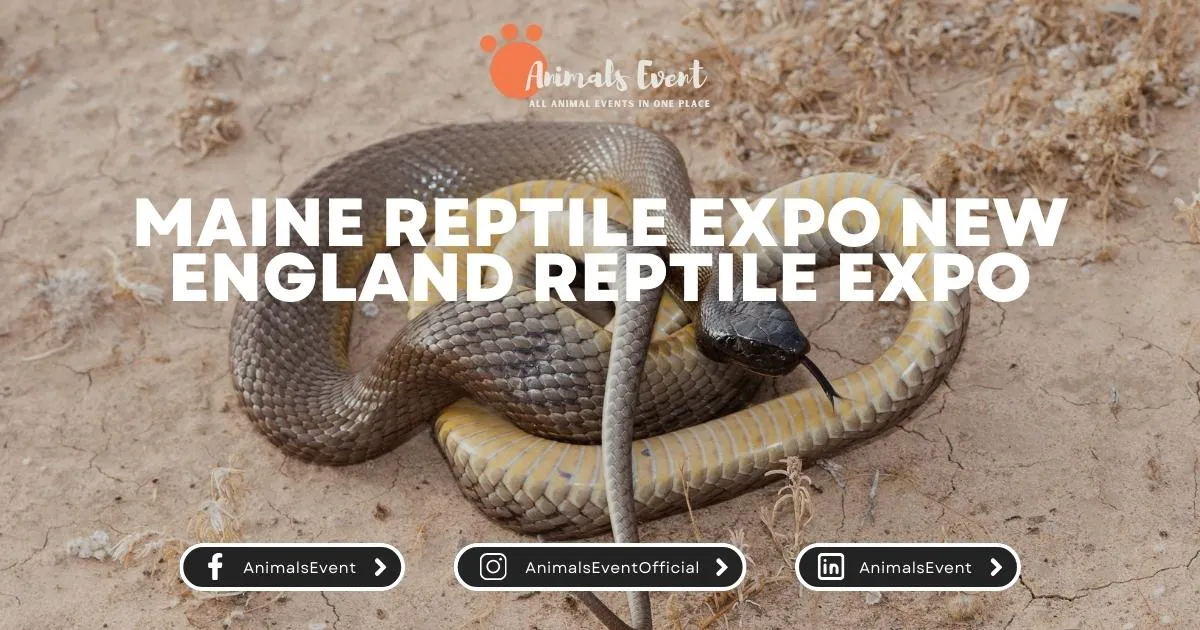 Animals Event
ALL ANIMAL EVENTS IN ONE PLACE
MAINE REPTILE EXPO NEW
ENGLAND REPTILE EXPO
AnimalsEvent
AnimalsEventOfficial
AnimalsEvent